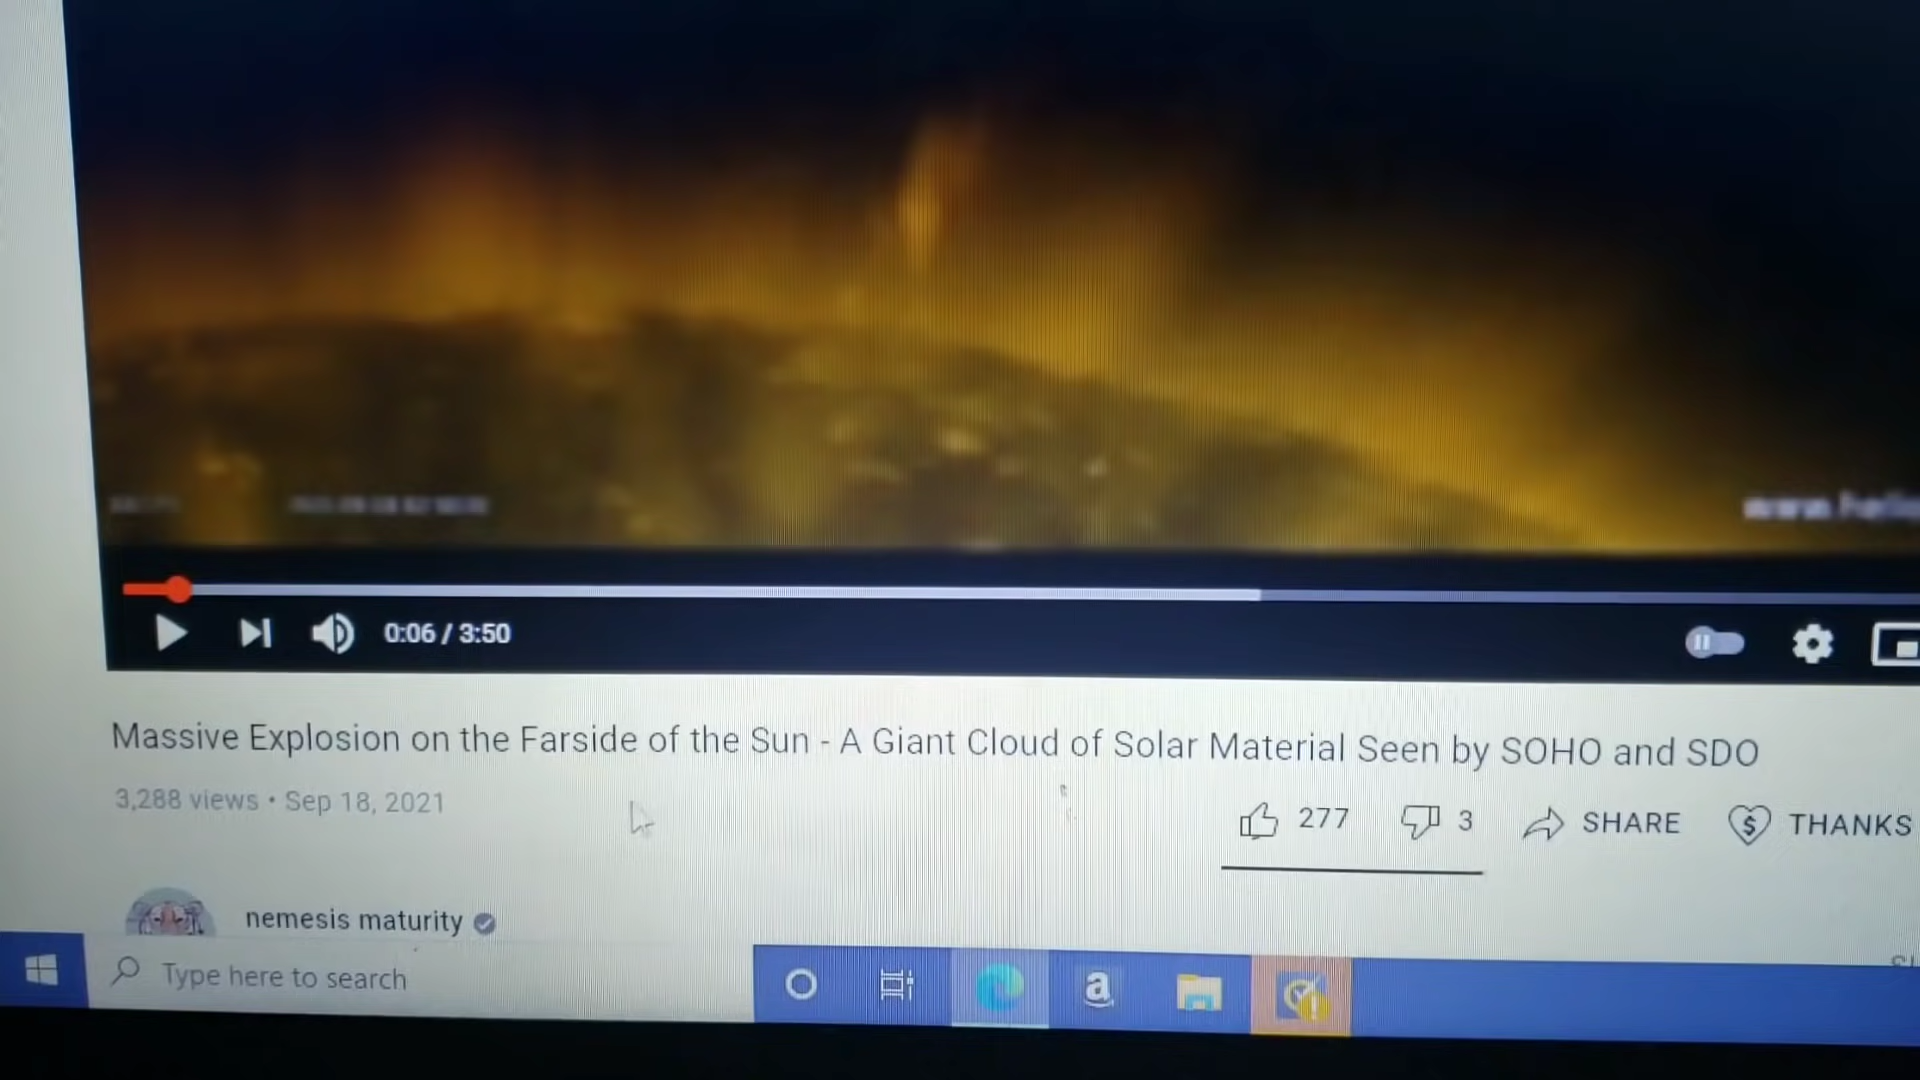 0:06 / 3:50
Massive Explosion on the Farside of the Sun - A Giant Cloud of Solar Material Seen by SOHO and SDO
3,288 views • Sep 18, 2021
277
3
SHARE
THANKS
nemesis maturity
Type here to search
a